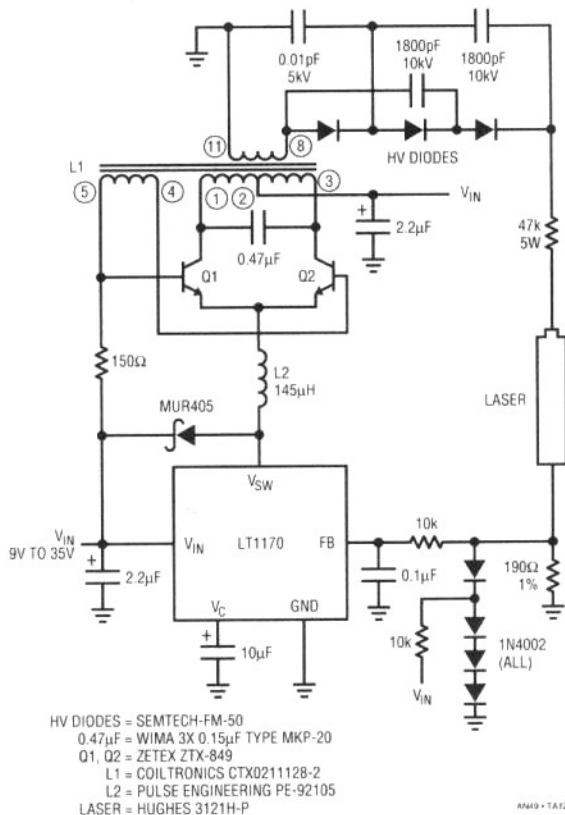 0.01pF
5kV
1800pF
10kV
1800pF
10kV
11
8
HV DIODES
L1
5
4
1
2
3
VIN
+
2.2µF
47k
5W
0.47µF
Q1
Q2
150Ω
L2
145µH
MUR405
LASER
VSW
VIN
9V TO 35V
VIN
LT1170
FB
10k
+
2.2µF
0.1µF
190Ω
1%
VC
GND
10k
1N4002
(ALL)
+
10µF
VIN
HV DIODES = SEMTECH-FM-50
0.47µF = WIMA 3X 0.15µF TYPE MKP-20
Q1, Q2 = ZETEX ZTX-849
L1 = COILTRONICS CTX0211128-2
L2 = PULSE ENGINEERING PE-92105
LASER = HUGHES 3121H-P